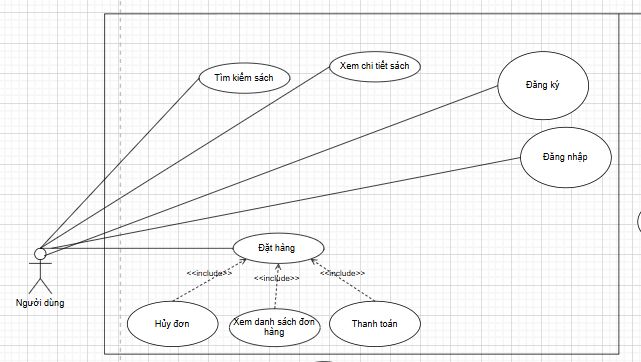 Tìm kiếm sách
Xem chi tiết sách
Đăng ký
Đăng nhập
Đặt hàng
<<include>>
<<include>>
<<include>>
Người dùng
Hủy đơn
Xem danh sách đơn
hàng
Thanh toán